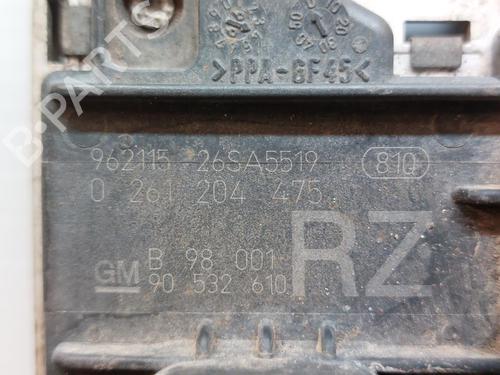 >PPA-GF45<
962115 26SA5519 810
0 261 204 475
GM B 98 001 RZ
90 532 610
B-PARTS